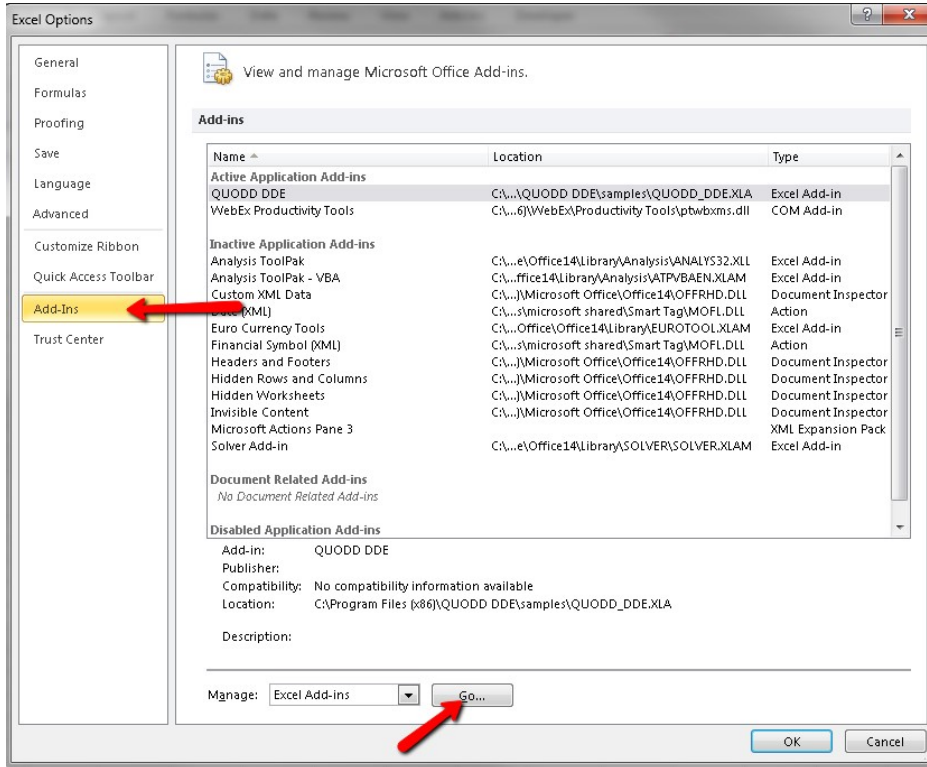 Excel Options
General
Formulas
Proofing
Save
Language
Advanced
Customize Ribbon
Quick Access Toolbar
Add-Ins
Trust Center
View and manage Microsoft Office Add-ins.
Add-ins
Name Location Type
Active Application Add-ins
QUODD DDE C:\...\QUODD DDE\samples\QUODD_DDE.XLA Excel Add-in
WebEx Productivity Tools C:\...6)\WebEx\Productivity Tools\ptwbxms.dll COM Add-in
Inactive Application Add-ins
Analysis ToolPak C:\...e\Office14\Library\Analysis\ANALYS32.XLL Excel Add-in
Analysis ToolPak - VBA C:\...ffice14\Library\Analysis\ATPVBAEN.XLAM Excel Add-in
Custom XML Data C:\...)\Microsoft Office\Office14\OFFRHD.DLL Document Inspector
(XML) C:\...s\microsoft shared\Smart Tag\MOFL.DLL Action
Euro Currency Tools C:\...Office\Office14\Library\EUROTOOL.XLAM Excel Add-in
Financial Symbol (XML) C:\...s\microsoft shared\Smart Tag\MOFL.DLL Action
Headers and Footers C:\...)\Microsoft Office\Office14\OFFRHD.DLL Document Inspector
Hidden Rows and Columns C:\...)\Microsoft Office\Office14\OFFRHD.DLL Document Inspector
Hidden Worksheets C:\...)\Microsoft Office\Office14\OFFRHD.DLL Document Inspector
Invisible Content C:\...)\Microsoft Office\Office14\OFFRHD.DLL Document Inspector
Microsoft Actions Pane 3 XML Expansion Pack
Solver Add-in C:\...e\Office14\Library\SOLVER\SOLVER.XLAM Excel Add-in
Document Related Add-ins
No Document Related Add-ins
Disabled Application Add-ins
Add-in: QUODD DDE
Publisher:
Compatibility: No compatibility information available
Location: C:\Program Files (x86)\QUODD DDE\samples\QUODD_DDE.XLA
Description:
Manage: Excel Add-ins Go...
OK Cancel